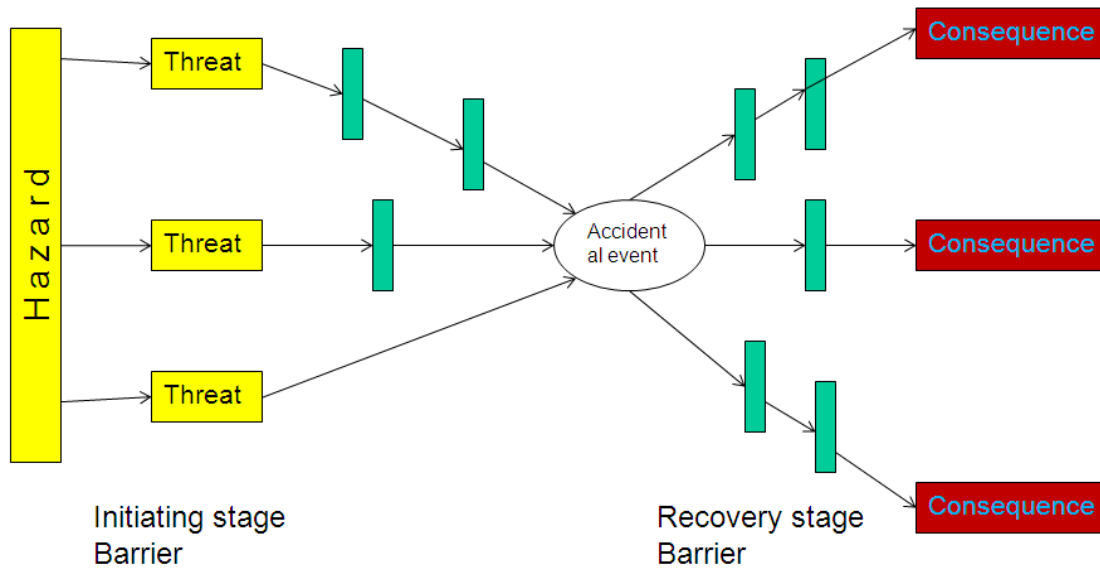 Hazard
Threat
Consequence
Threat
Accident
al event
Consequence
Threat
Consequence
Initiating stage
Barrier
Recovery stage
Barrier